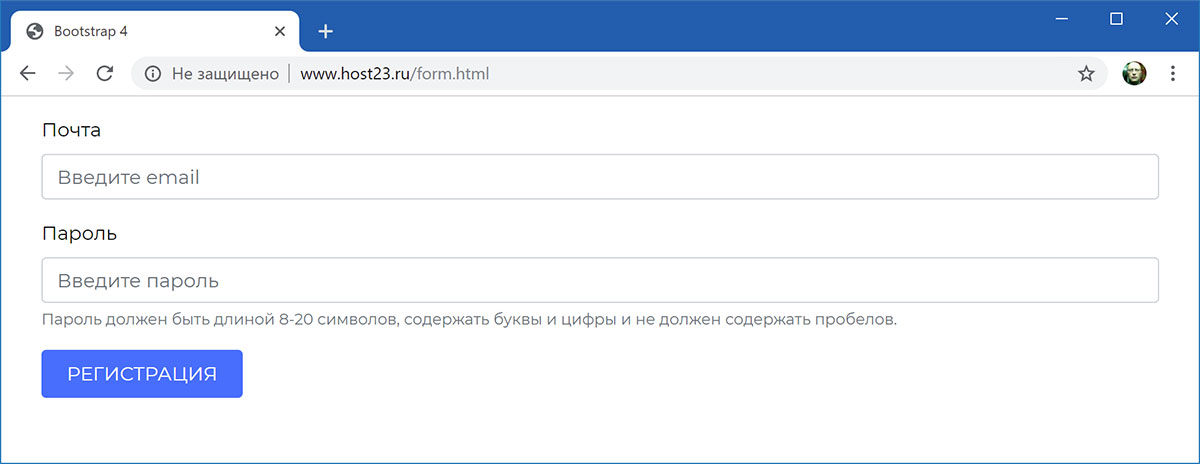 Bootstrap 4
Не защищено www.host23.ru/form.html
Почта
Введите email
Пароль
Введите пароль
Пароль должен быть длиной 8-20 символов, содержать буквы и цифры и не должен содержать пробелов.
РЕГИСТРАЦИЯ